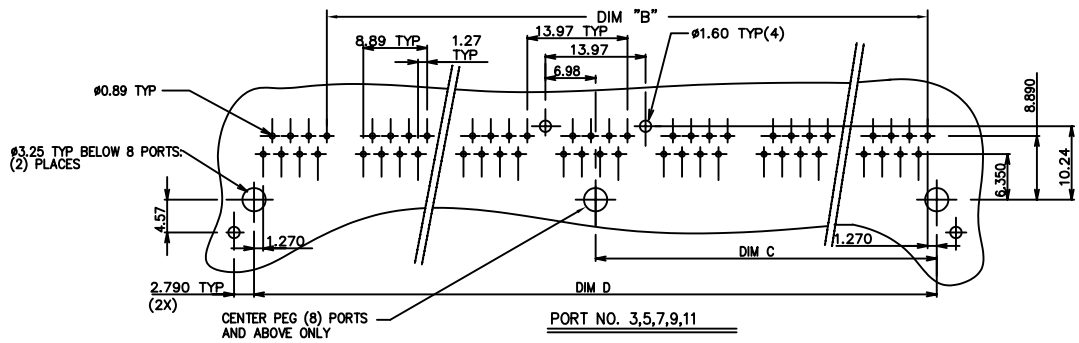 DIM "B"
13.97 TYP
ø1.60 TYP(4)
8.89 TYP
1.27
TYP
13.97
6.98
ø0.89 TYP
8.890
10.24
6.350
ø3.25 TYP BELOW 8 PORTS.
(2) PLACES
4.57
1.270
1.270
DIM C
2.790 TYP
(2X)
DIM D
CENTER PEG (8) PORTS
AND ABOVE ONLY
PORT NO. 3,5,7,9,11